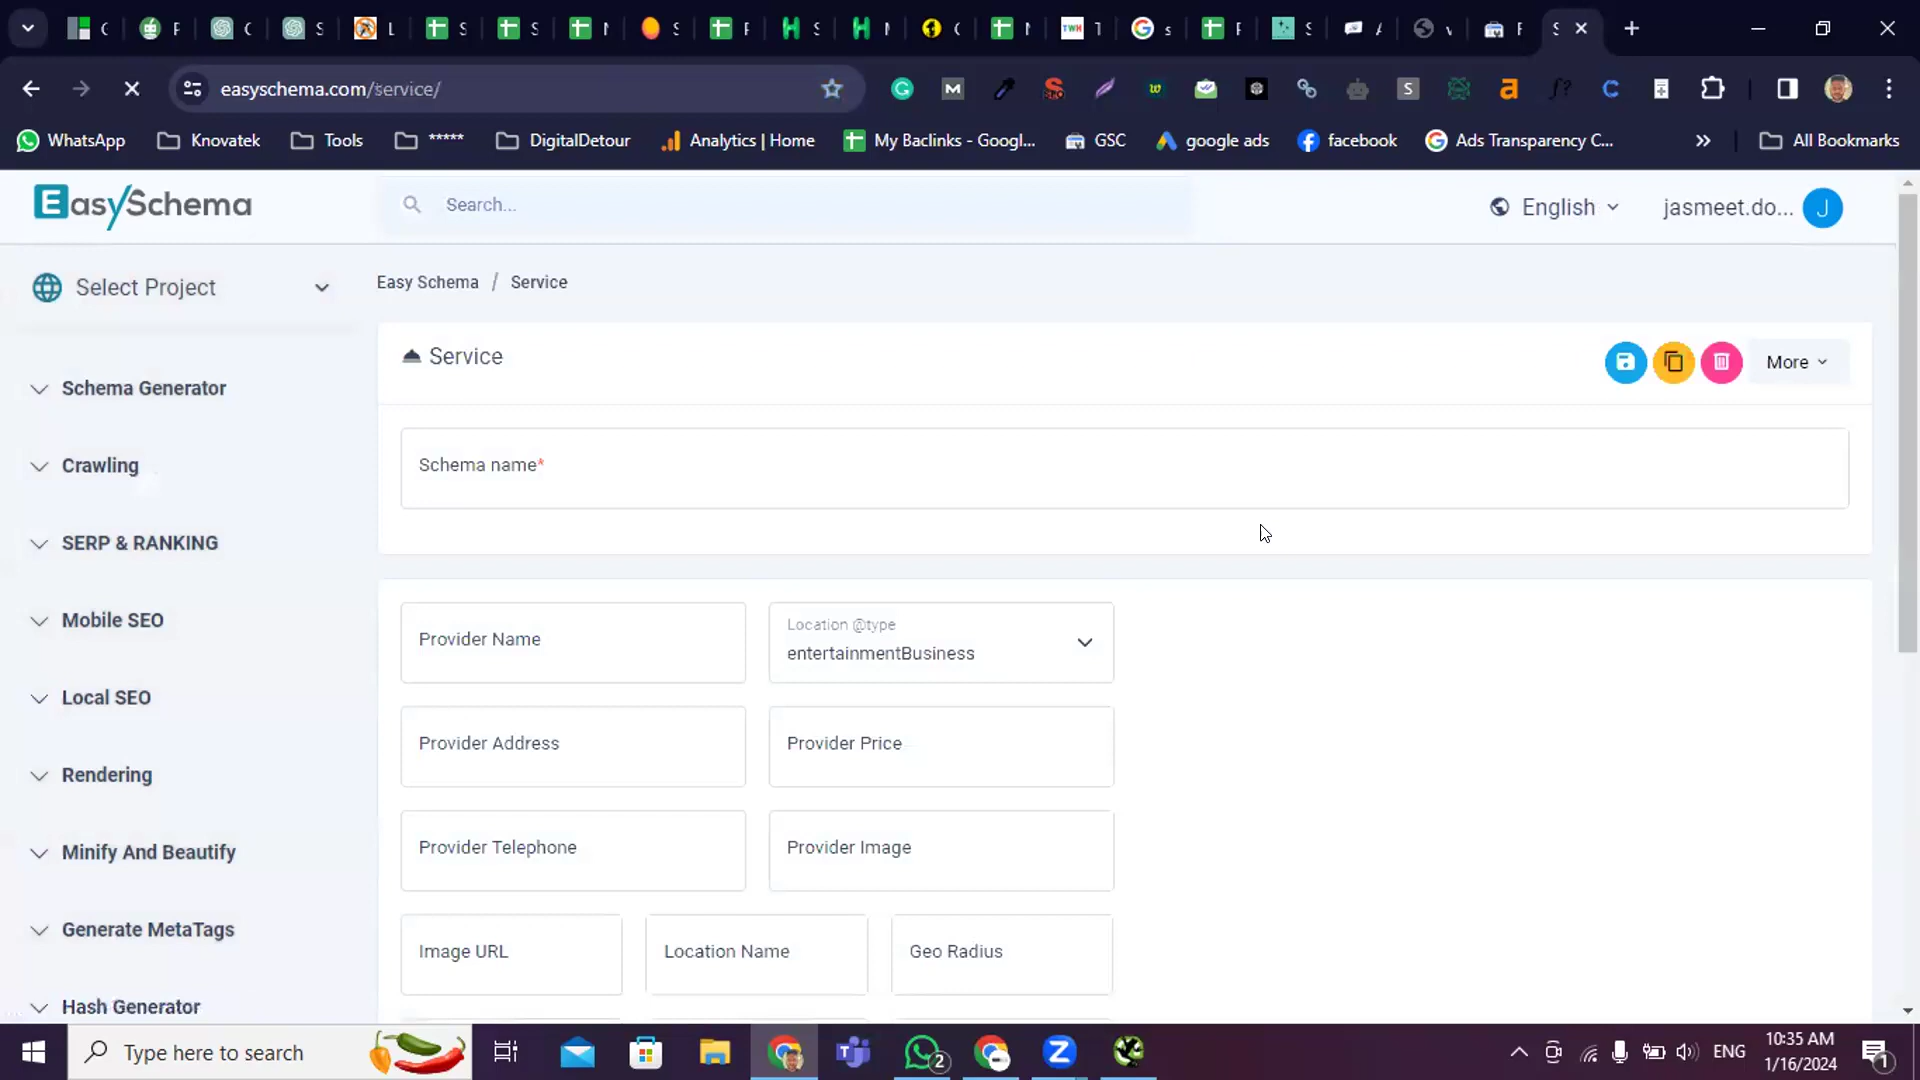 easyschema.com/service/
WhatsApp
Knovatek
Tools
*****
DigitalDetour
Analytics | Home
My Baclinks - Googl...
GSC
google ads
facebook
Ads Transparency C...
»
All Bookmarks
EasySchema
Search...
English
jasmeet.do...
J
Select Project
Easy Schema / Service
Schema Generator
Crawling
SERP & RANKING
Mobile SEO
Local SEO
Rendering
Minify And Beautify
Generate MetaTags
Hash Generator
Service
More
Schema name*
Provider Name
Location @type
entertainmentBusiness
Provider Address
Provider Price
Provider Telephone
Provider Image
Image URL
Location Name
Geo Radius
Type here to search
2
ENG
10:35 AM
1/16/2024
1